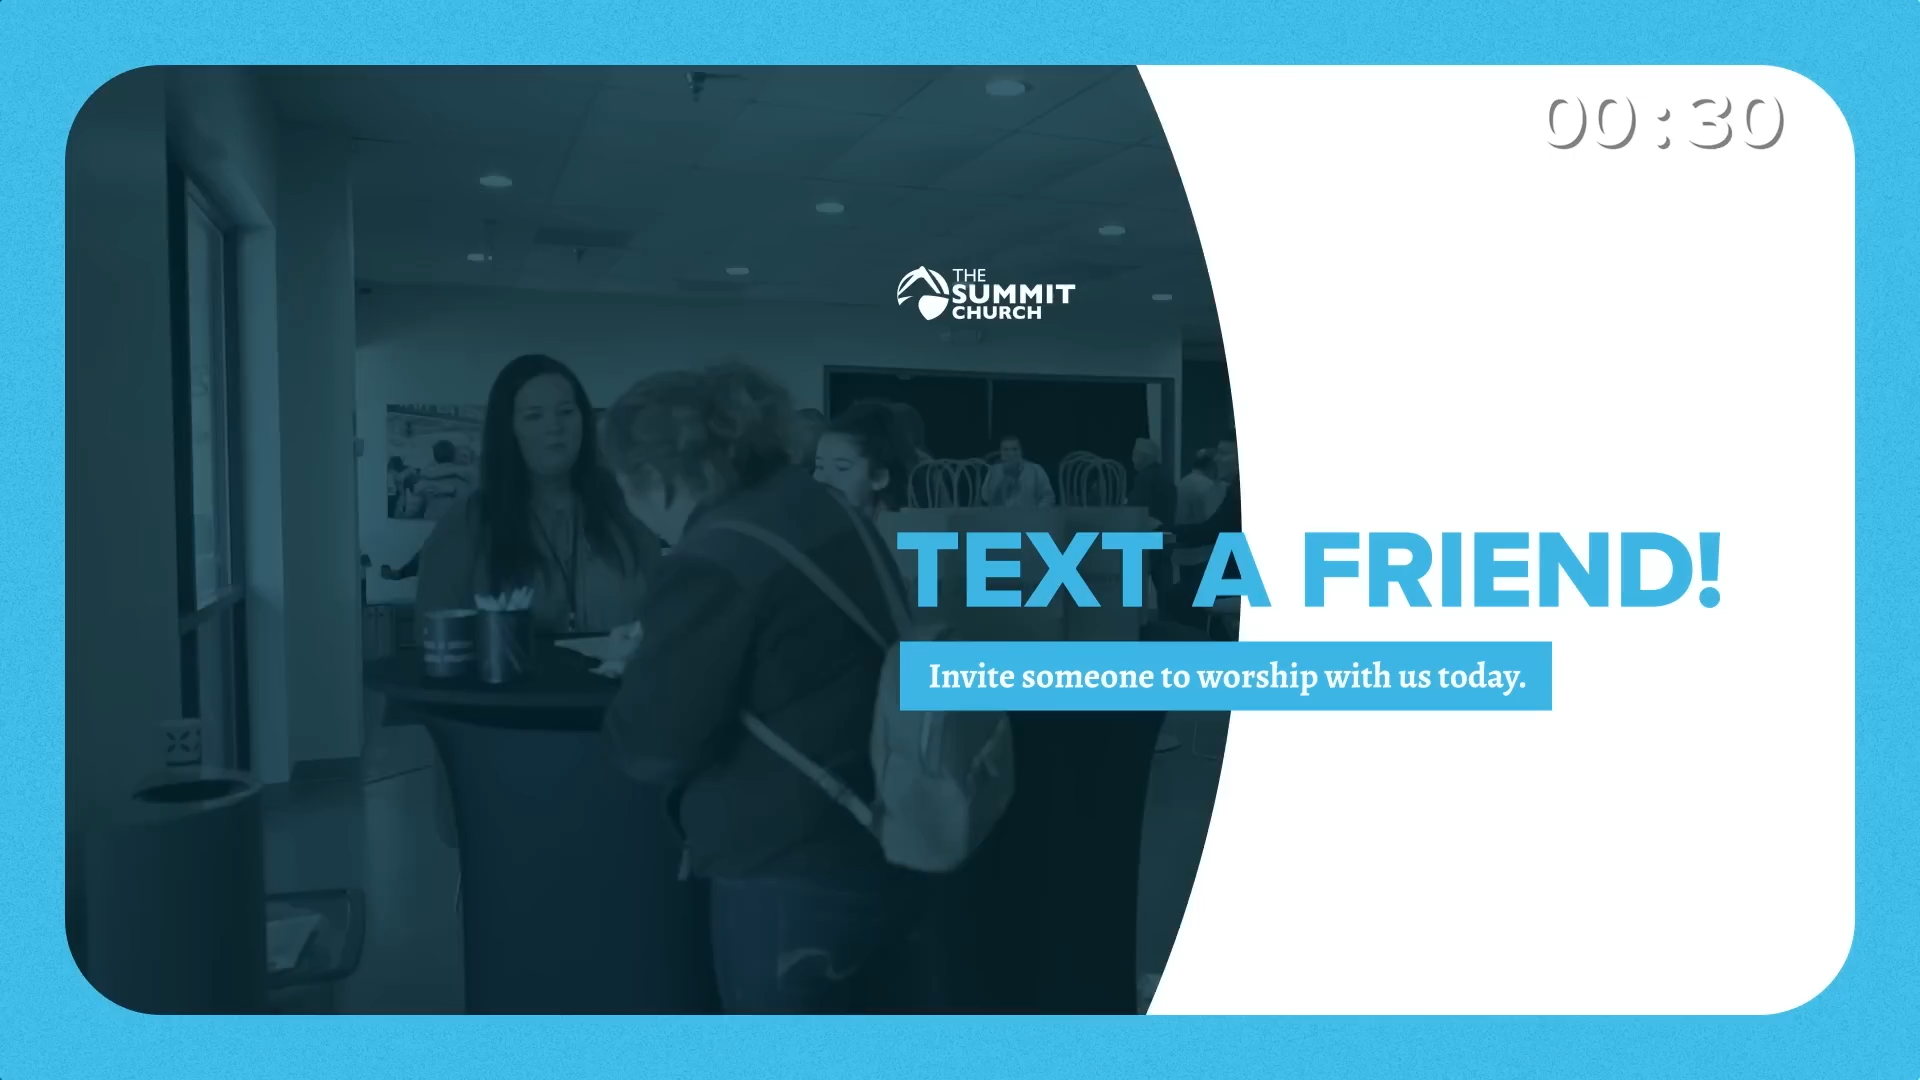 00:30
THE
SUMMIT
CHURCH
TEXT A FRIEND!
Invite someone to worship with us today.